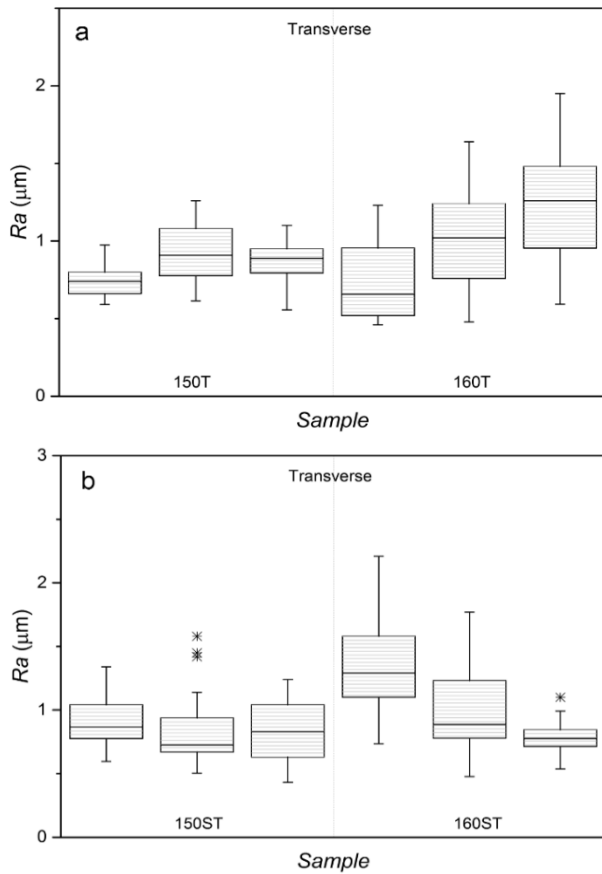 a
Transverse
2
1
0
Ra (μm)
150T
160T
Sample
b
Transverse
3
2
1
0
Ra (μm)
150ST
160ST
Sample